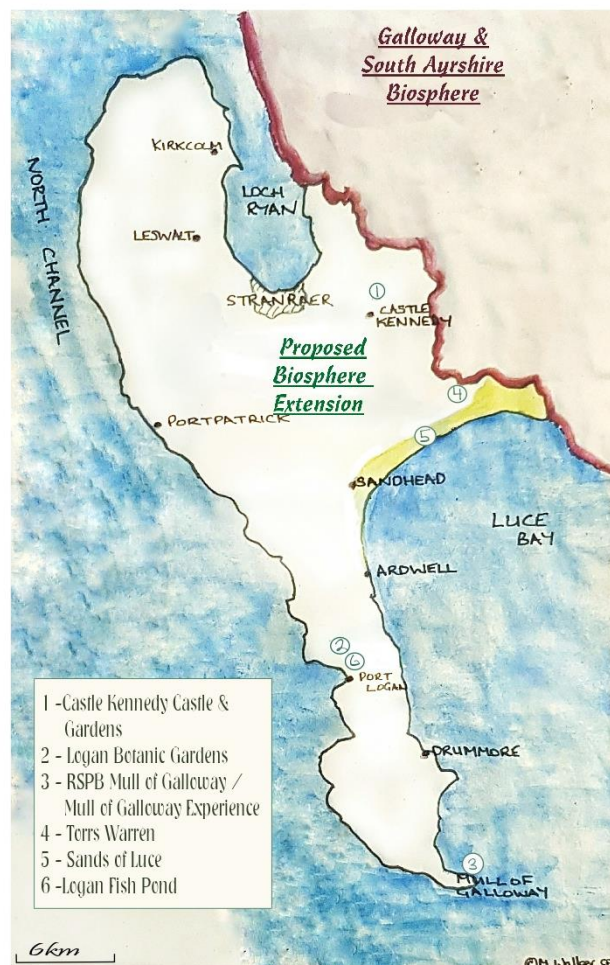 Galloway &
South Ayrshire
Biosphere
KIRKCOLM
LOCH
RYAN
NORTH CHANNEL
LESWALT
STRANRAER
1
CASTLE
KENNEDY
Proposed
Biosphere
Extension
4
PORTPATRICK
5
SANDHEAD
LUCE
BAY
ARDWELL
2
6
PORT
LOGAN
DRUMMORE
3
MULL OF
GALLOWAY
1 -Castle Kennedy Castle &
Gardens
2 - Logan Botanic Gardens
3 - RSPB Mull of Galloway /
Mull of Galloway Experience
4 - Torrs Warren
5 - Sands of Luce
6 -Logan Fish Pond
6km
©M. Walker